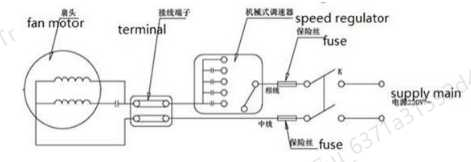 扇头
fan motor
接线端子
terminal
机械式调速器
speed regulator
保险丝
fuse
K
相线
supply main
电源220V~
中线
保险丝
fuse